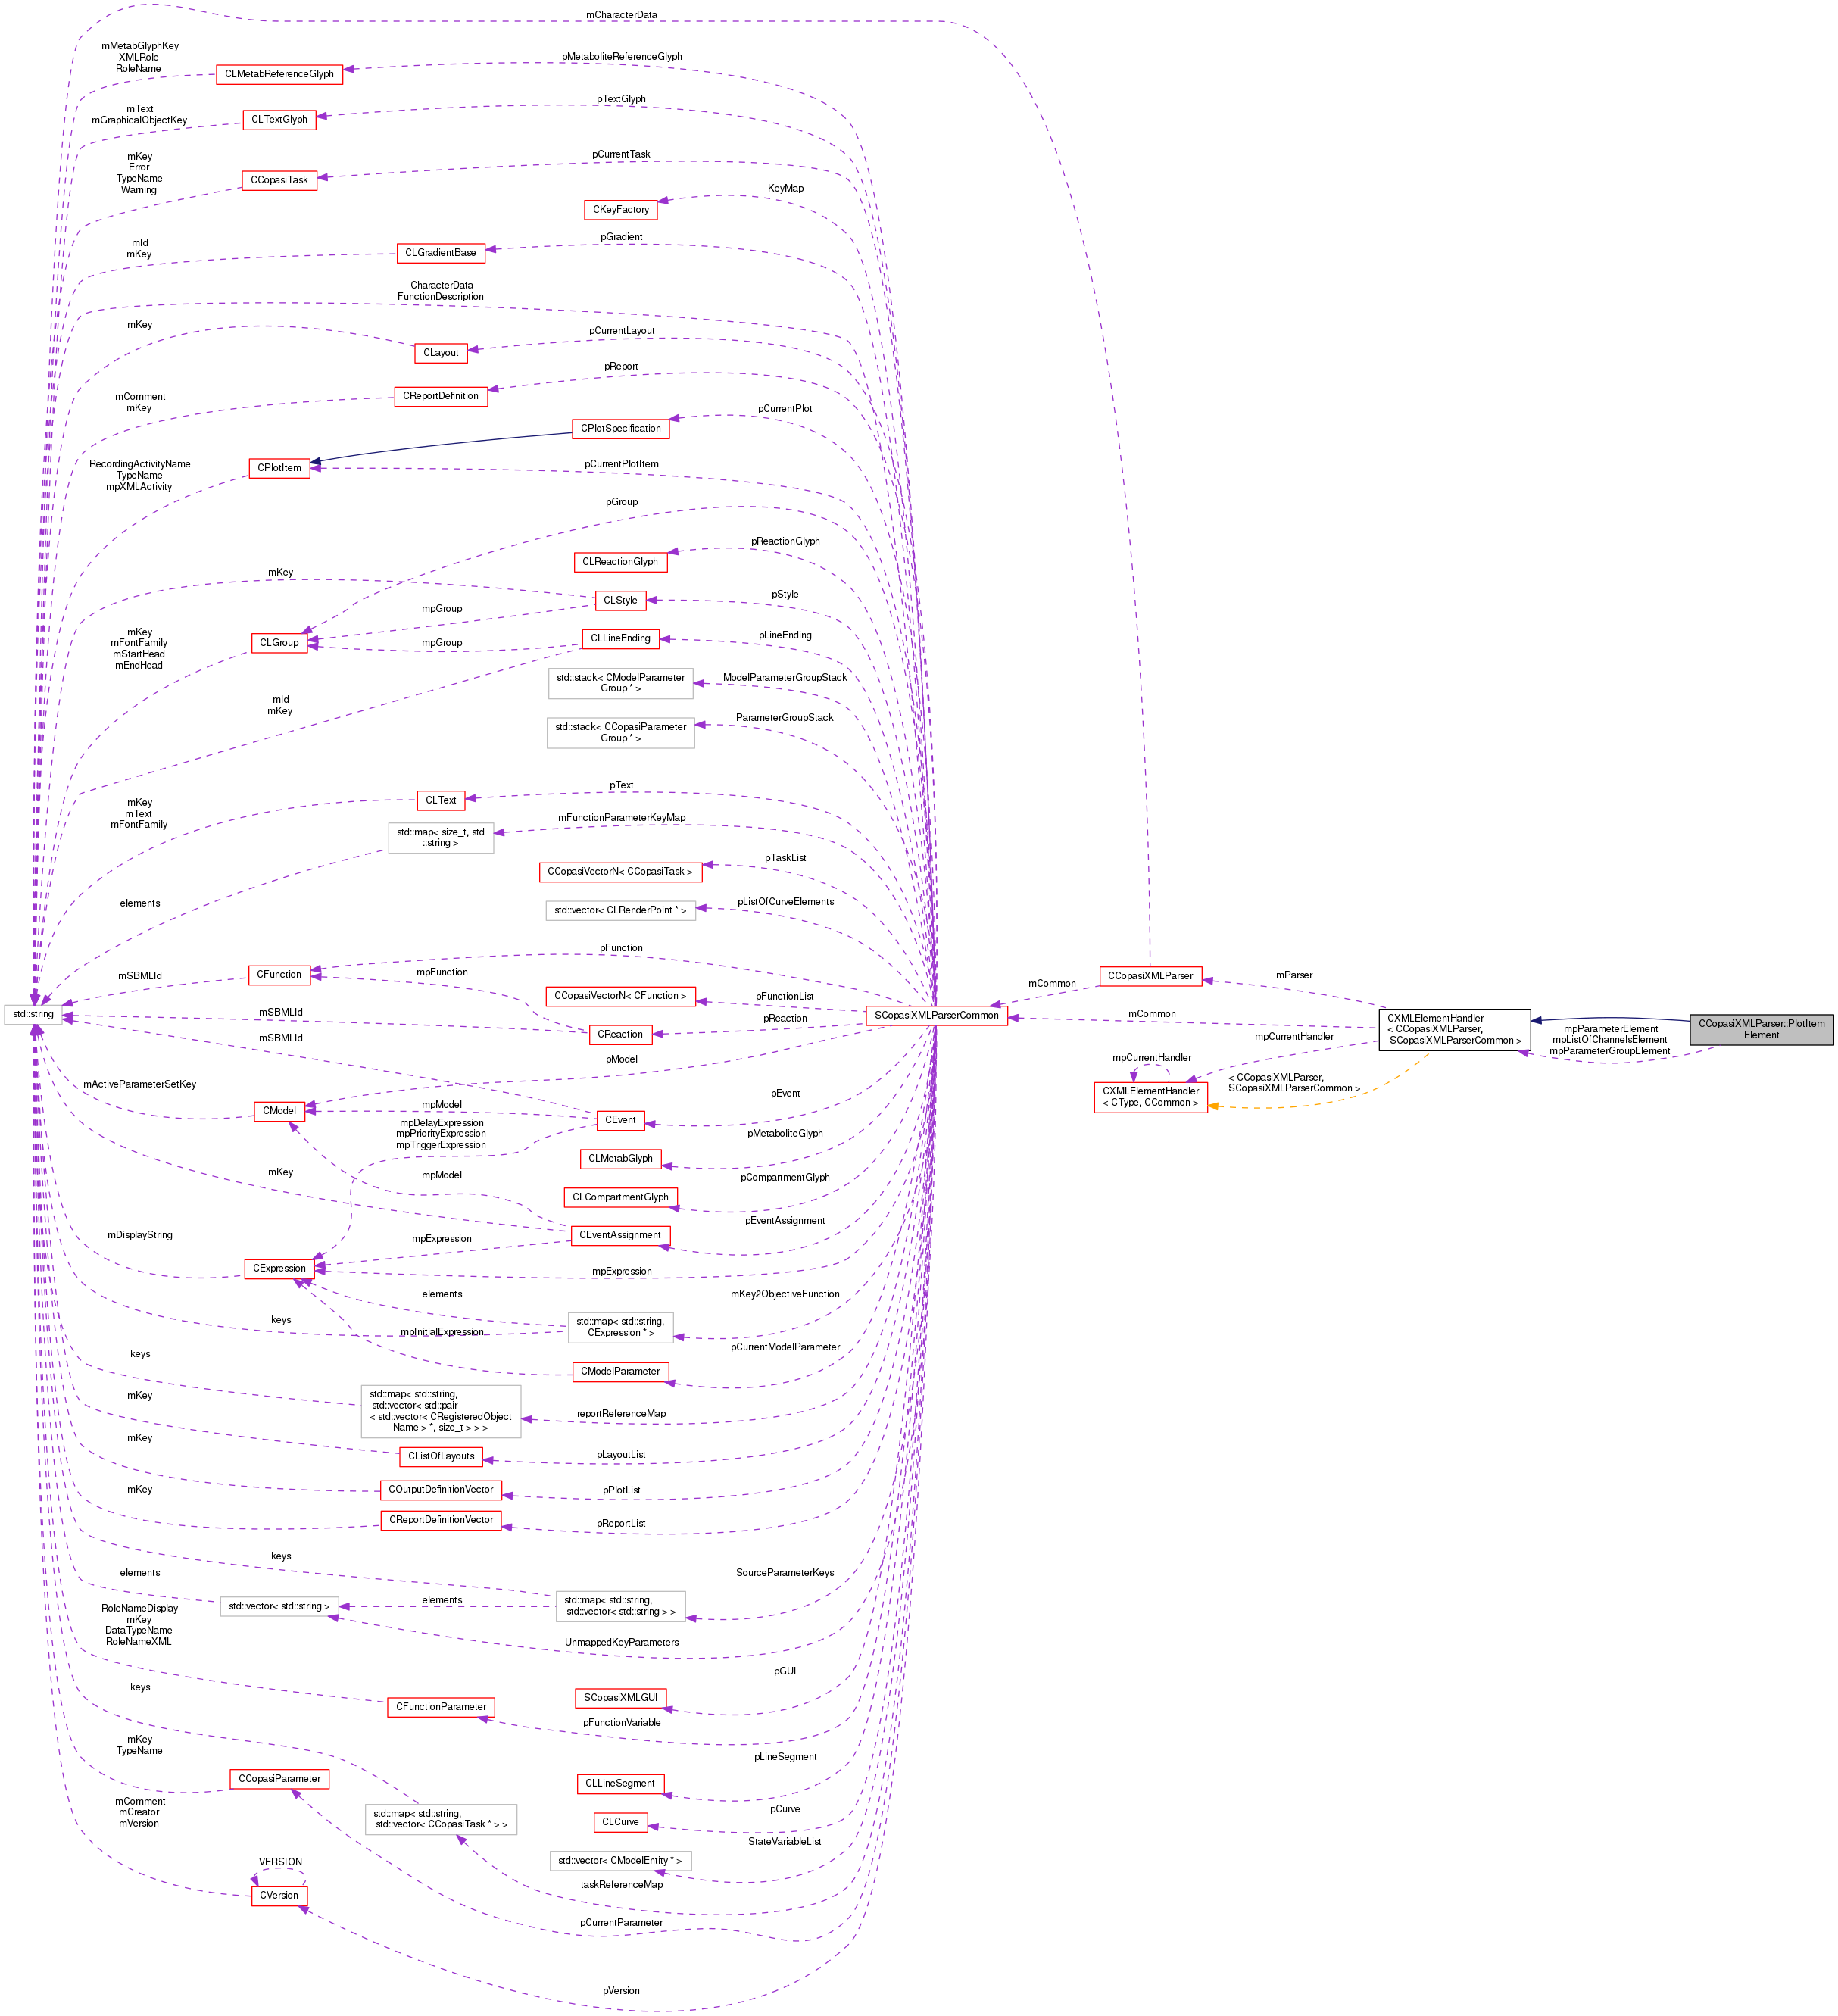 mCharacterData
mMetabGlyphKey
XMLRole
RoleName
CLMetabReferenceGlyph
pMetaboliteReferenceGlyph
mText
mGraphicalObjectKey
CLTextGlyph
pTextGlyph
mKey
Error
TypeName
Warning
CCopasiTask
pCurrentTask
CKeyFactory
KeyMap
mId
mKey
CLGradientBase
pGradient
CharacterData
FunctionDescription
mKey
CLayout
pCurrentLayout
mComment
mKey
CReportDefinition
pReport
CPlotSpecification
pCurrentPlot
RecordingActivityName
TypeName
mpXMLActivity
CPlotItem
pCurrentPlotItem
pGroup
CLReactionGlyph
pReactionGlyph
mKey
CLStyle
pStyle
mpGroup
mKey
mFontFamily
mStartHead
mEndHead
CLGroup
mpGroup
CLLineEnding
pLineEnding
mId
mKey
std::stack< CModelParameter
Group * >
ModelParameterGroupStack
std::stack< CCopasiParameter
Group * >
ParameterGroupStack
mKey
mText
mFontFamily
CLText
pText
std::map< size_t, std
::string >
mFunctionParameterKeyMap
elements
CCopasiVectorN< CCopasiTask >
pTaskList
std::vector< CLRenderPoint * >
pListOfCurveElements
mSBMLId
CFunction
pFunction
mpFunction
CCopasiVectorN< CFunction >
pFunctionList
std::string
mSBMLId
CReaction
pReaction
mSBMLId
SCopasiXMLParserCommon
mCommon
CCopasiXMLParser
mParser
mCommon
CXMLElementHandler
< CCopasiXMLParser,
SCopasiXMLParserCommon >
mpParameterElement
mpListOfChannelsElement
mpParameterGroupElement
CCopasiXMLParser::PlotItem
Element
mpCurrentHandler
mpCurrentHandler
CXMLElementHandler
< CType, CCommon >
< CCopasiXMLParser,
SCopasiXMLParserCommon >
pModel
mActiveParameterSetKey
CModel
mpModel
CEvent
pEvent
mpDelayExpression
mpPriorityExpression
mpTriggerExpression
CLMetabGlyph
pMetaboliteGlyph
mKey
mpModel
CLCompartmentGlyph
pCompartmentGlyph
CEventAssignment
pEventAssignment
mDisplayString
CExpression
mpExpression
mpExpression
keys
elements
std::map< std::string,
CExpression * >
mKey2ObjectiveFunction
mpInitialExpression
CModelParameter
pCurrentModelParameter
keys
std::map< std::string,
std::vector< std::pair
< std::vector< CRegisteredObject
Name > *, size_t > > >
reportReferenceMap
mKey
CListOfLayouts
pLayoutList
mKey
COutputDefinitionVector
pPlotList
mKey
CReportDefinitionVector
pReportList
keys
elements
std::vector< std::string >
elements
std::map< std::string,
std::vector< std::string > >
SourceParameterKeys
UnmappedKeyParameters
RoleNameDisplay
mKey
DataTypeName
RoleNameXML
SCopasiXMLGUI
pGUI
keys
CFunctionParameter
pFunctionVariable
mKey
TypeName
CCopasiParameter
CLLineSegment
pLineSegment
std::map< std::string,
std::vector< CCopasiTask * > >
CLCurve
pCurve
mComment
mCreator
mVersion
std::vector< CModelEntity * >
StateVariableList
VERSION
CVersion
taskReferenceMap
pCurrentParameter
pVersion